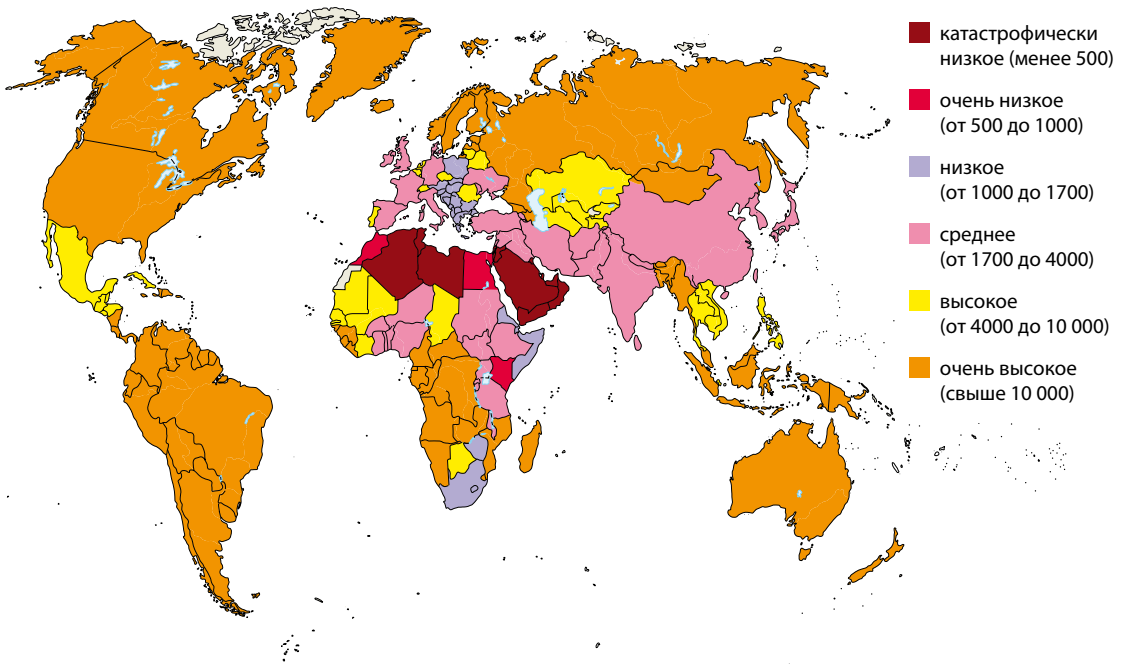 катастрофически
низкое (менее 500)
очень низкое
(от 500 до 1000)
низкое
(от 1000 до 1700)
среднее
(от 1700 до 4000)
высокое
(от 4000 до 10 000)
очень высокое
(свыше 10 000)